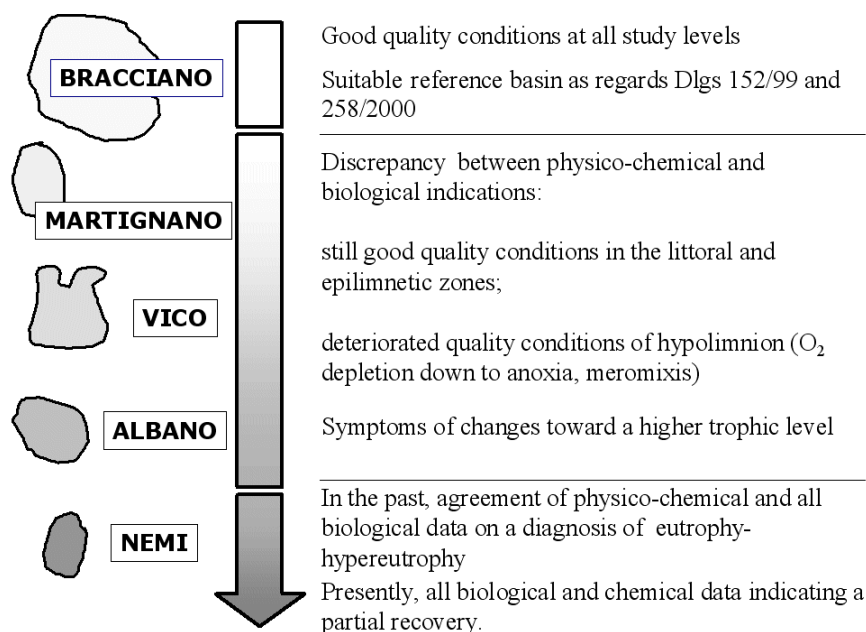 BRACCIANO
Good quality conditions at all study levels
Suitable reference basin as regards Dlgs 152/99 and
258/2000
MARTIGNANO
VICO
ALBANO
Discrepancy between physico-chemical and
biological indications:
still good quality conditions in the littoral and
epilimnetic zones;
deteriorated quality conditions of hypolimnion (O₂
depletion down to anoxia, meromixis)
Symptoms of changes toward a higher trophic level
NEMI
In the past, agreement of physico-chemical and all
biological data on a diagnosis of eutrophy-
hypereutrophy
Presently, all biological and chemical data indicating a
partial recovery.